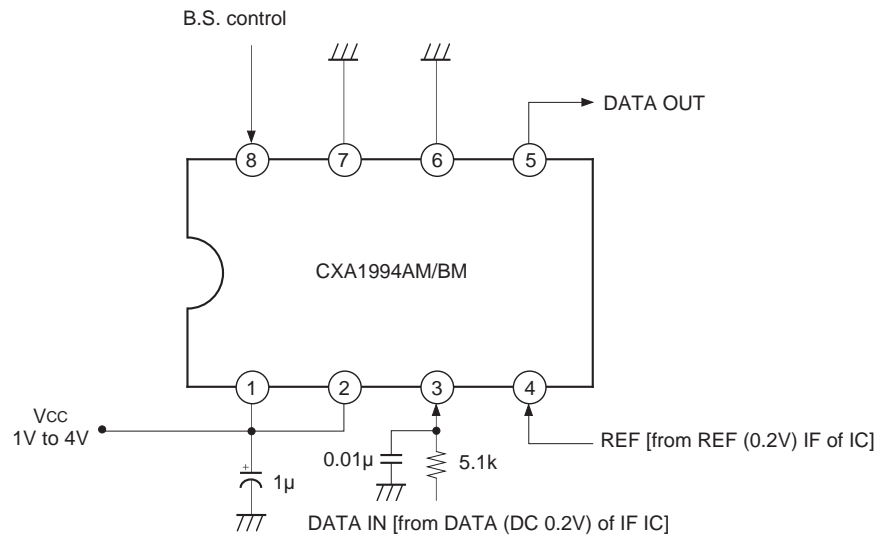 B.S. control
DATA OUT
8
7
6
5
CXA1994AM/BM
1
2
3
4
VCC
1V to 4V
REF [from REF (0.2V) IF of IC]
+
1µ
0.01µ
5.1k
DATA IN [from DATA (DC 0.2V) of IF IC]